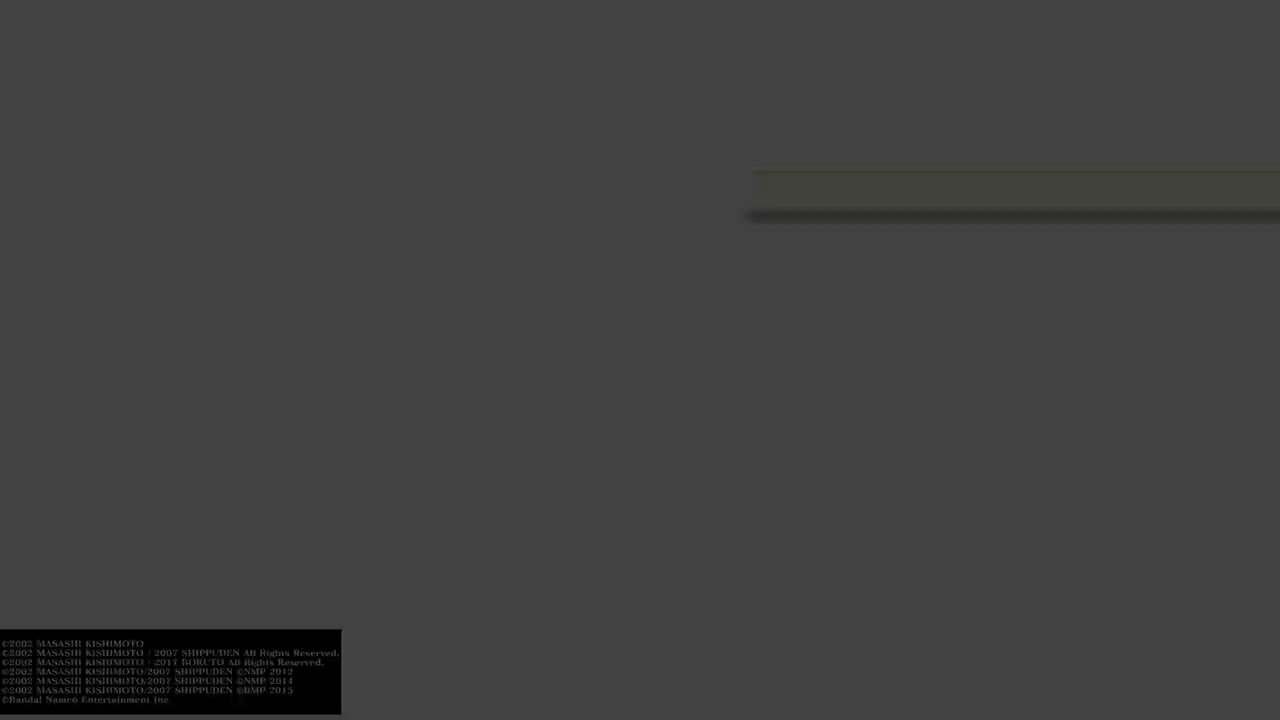 ©2002 MASASHI KISHIMOTO
©2002 MASASHI KISHIMOTO / 2007 SHIPPUDEN All Rights Reserved.
©2002 MASASHI KISHIMOTO / 2017 BORUTO All Rights Reserved.
©2002 MASASHI KISHIMOTO/2007 SHIPPUDEN ©NMP 2012
©2002 MASASHI KISHIMOTO/2007 SHIPPUDEN ©NMP 2014
©2002 MASASHI KISHIMOTO/2007 SHIPPUDEN ©BMP 2015
©Bandai Namco Entertainment Inc.